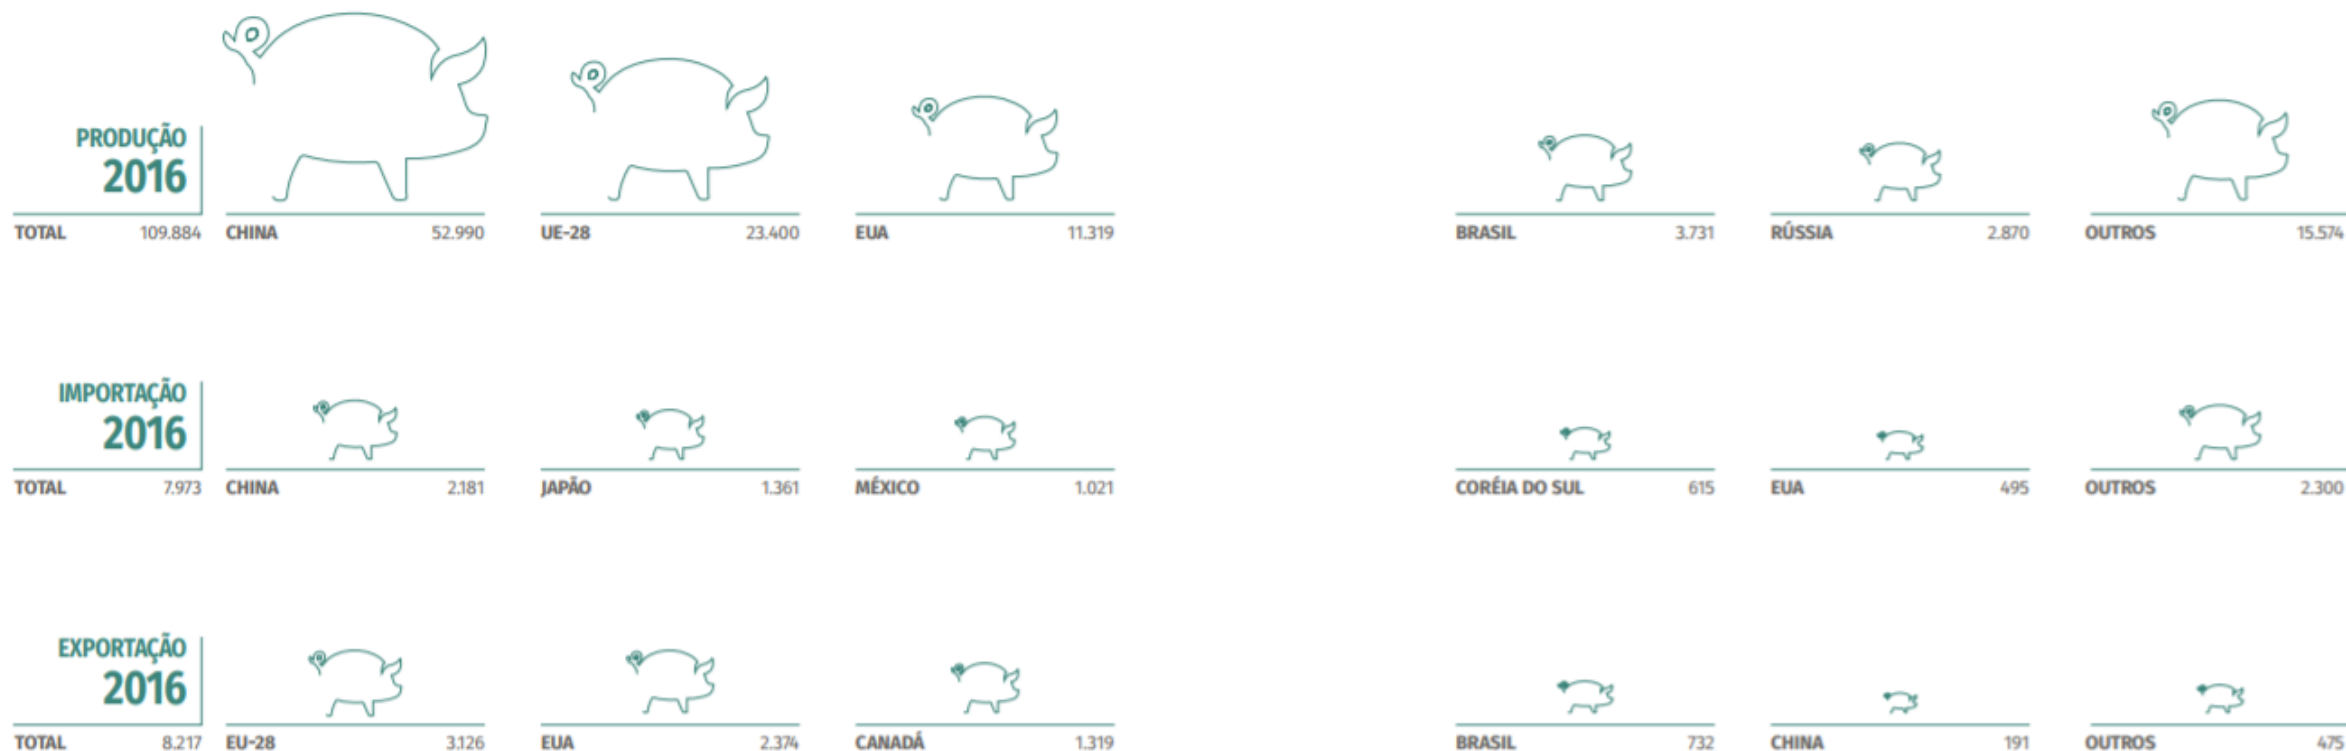 PRODUÇÃO
2016
TOTAL 109.884 CHINA 52.990 UE-28 23.400 EUA 11.319 BRASIL 3.731 RÚSSIA 2.870 OUTROS 15.574
IMPORTAÇÃO
2016
TOTAL 7.973 CHINA 2.181 JAPÃO 1.361 MÉXICO 1.021 CORÉIA DO SUL 615 EUA 495 OUTROS 2.300
EXPORTAÇÃO
2016
TOTAL 8.217 EU-28 3.126 EUA 2.374 CANADÁ 1.319 BRASIL 732 CHINA 191 OUTROS 475